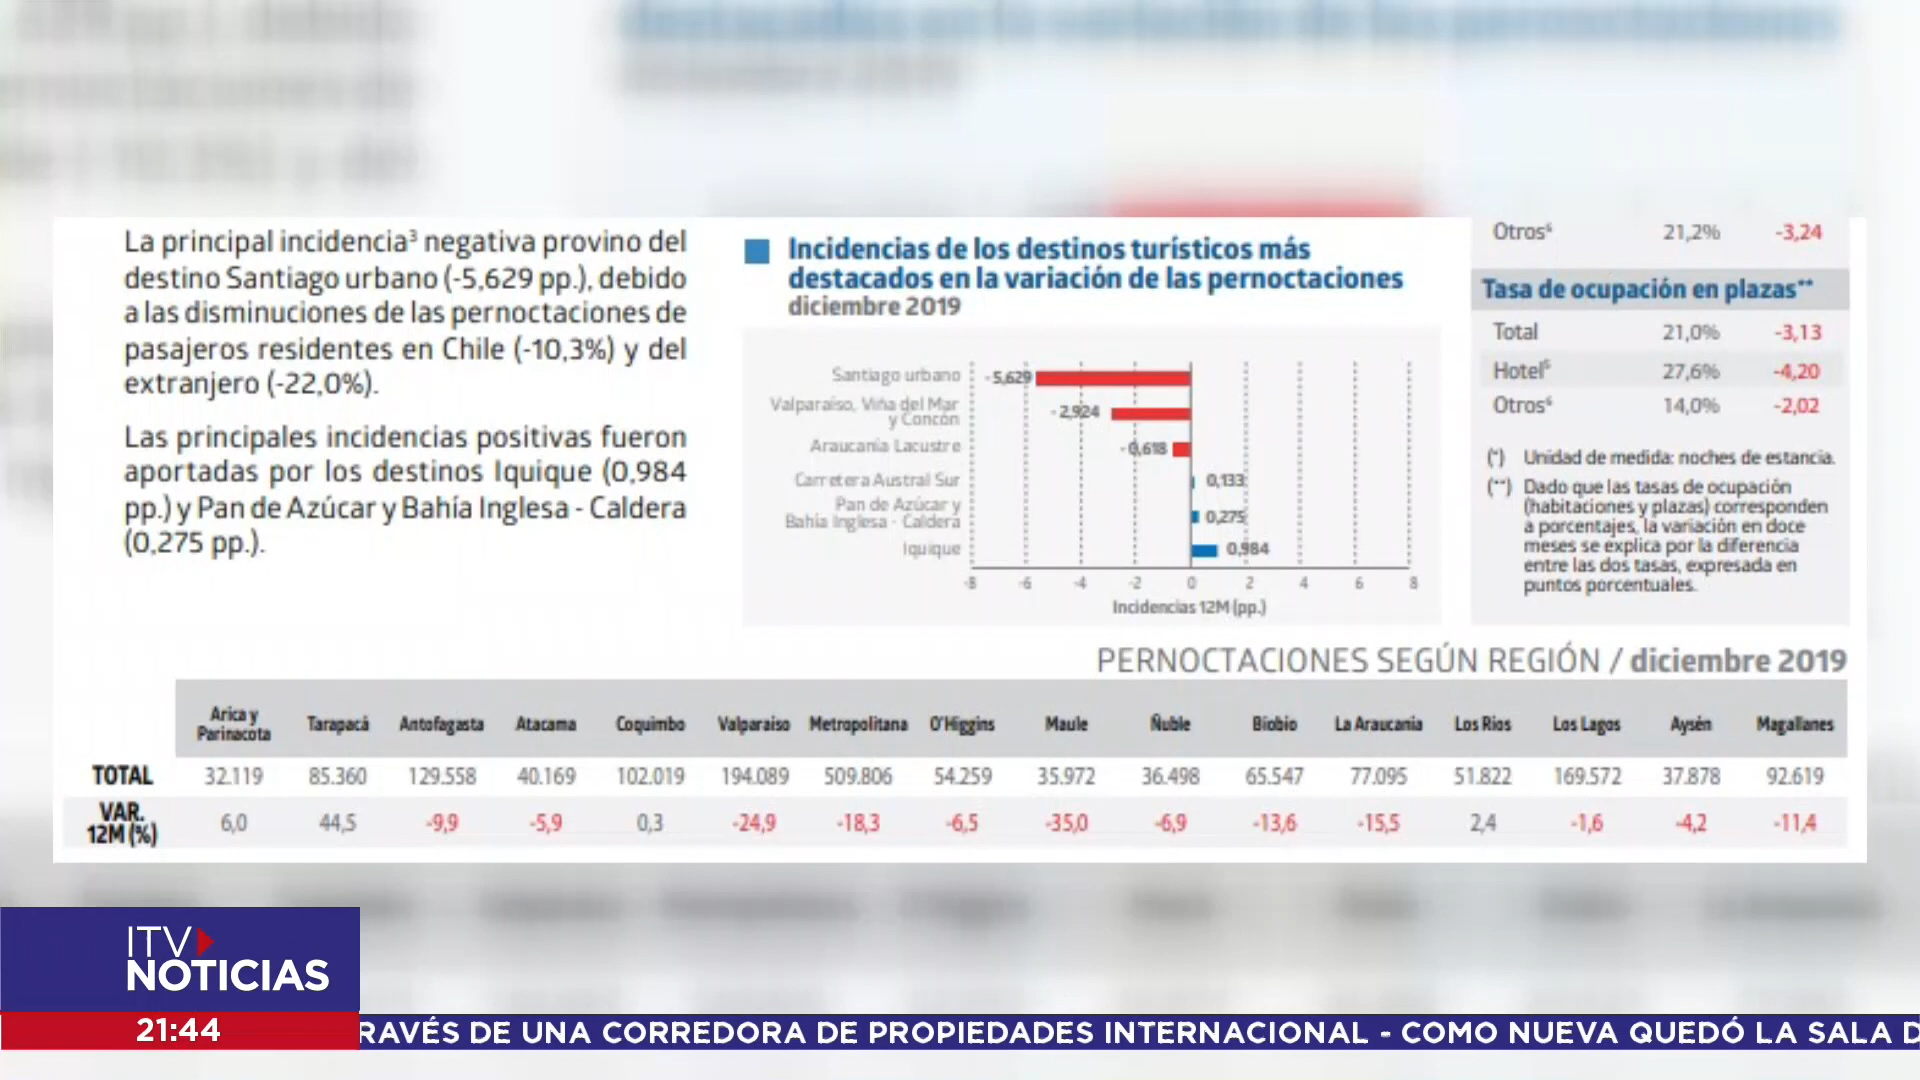 La principal incidencia³ negativa provino del
destino Santiago urbano (-5,629 pp.), debido
a las disminuciones de las pernoctaciones de
pasajeros residentes en Chile (-10,3%) y del
extranjero (-22,0%).
Las principales incidencias positivas fueron
aportadas por los destinos Iquique (0,984
pp.) y Pan de Azúcar y Bahía Inglesa - Caldera
(0,275 pp.).
Incidencias de los destinos turísticos más
destacados en la variación de las pernoctaciones
diciembre 2019
Santiago urbano -5,629
Valparaíso, Viña del Mar
y Concón -2,924
Araucanía Lacustre -0,618
Carretera Austral Sur 0,133
Pan de Azúcar y
Bahía Inglesa - Caldera 0,275
Iquique 0,984
-8 -6 -4 -2 0 2 4 6 8
Incidencias 12M (pp.)
Otros⁶ 21,2% -3,24
Tasa de ocupación en plazas**
Total 21,0% -3,13
Hotel⁵ 27,6% -4,20
Otros⁶ 14,0% -2,02
(*) Unidad de medida: noches de estancia.
(**) Dado que las tasas de ocupación
(habitaciones y plazas) corresponden
a porcentajes, la variación en doce
meses se explica por la diferencia
entre las dos tasas, expresada en
puntos porcentuales.
PERNOCTACIONES SEGÚN REGIÓN / diciembre 2019
Arica y
Parinacota Tarapacá Antofagasta Atacama Coquimbo Valparaíso Metropolitana O'Higgins Maule Ñuble Biobío La Araucanía Los Ríos Los Lagos Aysén Magallanes
TOTAL 32.119 85.360 129.558 40.169 102.019 194.089 509.806 54.259 35.972 36.498 65.547 77.095 51.822 169.572 37.878 92.619
VAR.
12M (%) 6,0 44,5 -9,9 -5,9 0,3 -24,9 -18,3 -6,5 -35,0 -6,9 -13,6 -15,5 2,4 -1,6 -4,2 -11,4
ITV
NOTICIAS
21:44 RAVÉS DE UNA CORREDORA DE PROPIEDADES INTERNACIONAL - COMO NUEVA QUEDÓ LA SALA D